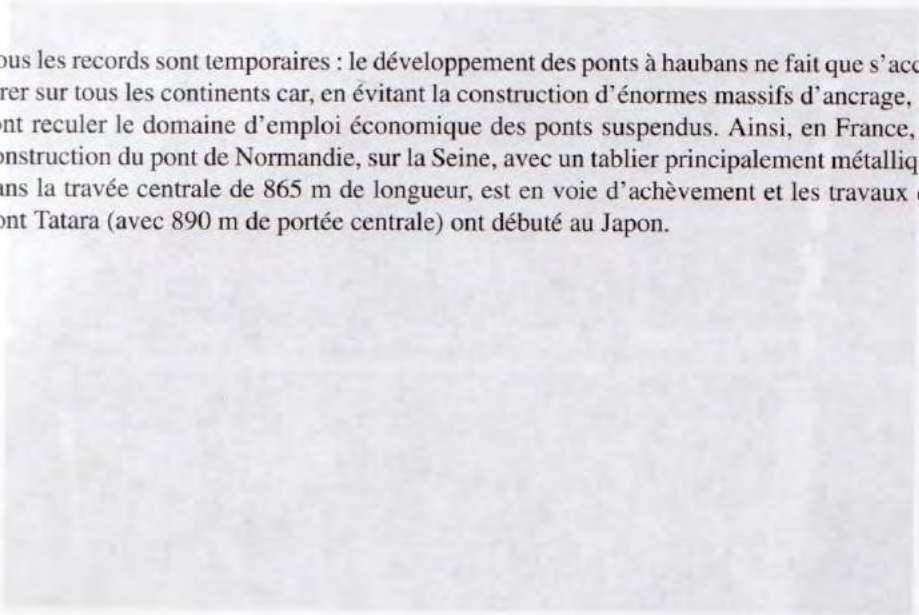 ous les records sont temporaires : le développement des ponts à haubans ne fait que s'acc
rer sur tous les continents car, en évitant la construction d'énormes massifs d'ancrage,
ont reculer le domaine d'emploi économique des ponts suspendus. Ainsi, en France,
onstruction du pont de Normandie, sur la Seine, avec un tablier principalement métalliq
ans la travée centrale de 865 m de longueur, est en voie d'achèvement et les travaux
ont Tatara (avec 890 m de portée centrale) ont débuté au Japon.